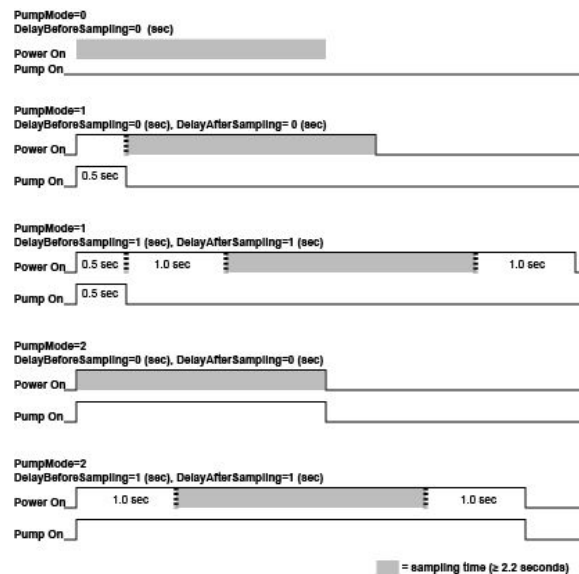 PumpMode=0
DelayBeforeSampling=0 (sec)
Power On
Pump On
PumpMode=1
DelayBeforeSampling=0 (sec), DelayAfterSampling= 0 (sec)
Power On
Pump On 0.5 sec
PumpMode=1
DelayBeforeSampling=1 (sec), DelayAfterSampling=1 (sec)
Power On 0.5 sec 1.0 sec 1.0 sec
Pump On 0.5 sec
PumpMode=2
DelayBeforeSampling=0 (sec), DelayAfterSampling=0 (sec)
Power On
Pump On
PumpMode=2
DelayBeforeSampling=1 (sec), DelayAfterSampling=1 (sec)
Power On 1.0 sec 1.0 sec
Pump On
= sampling time (≥ 2.2 seconds)